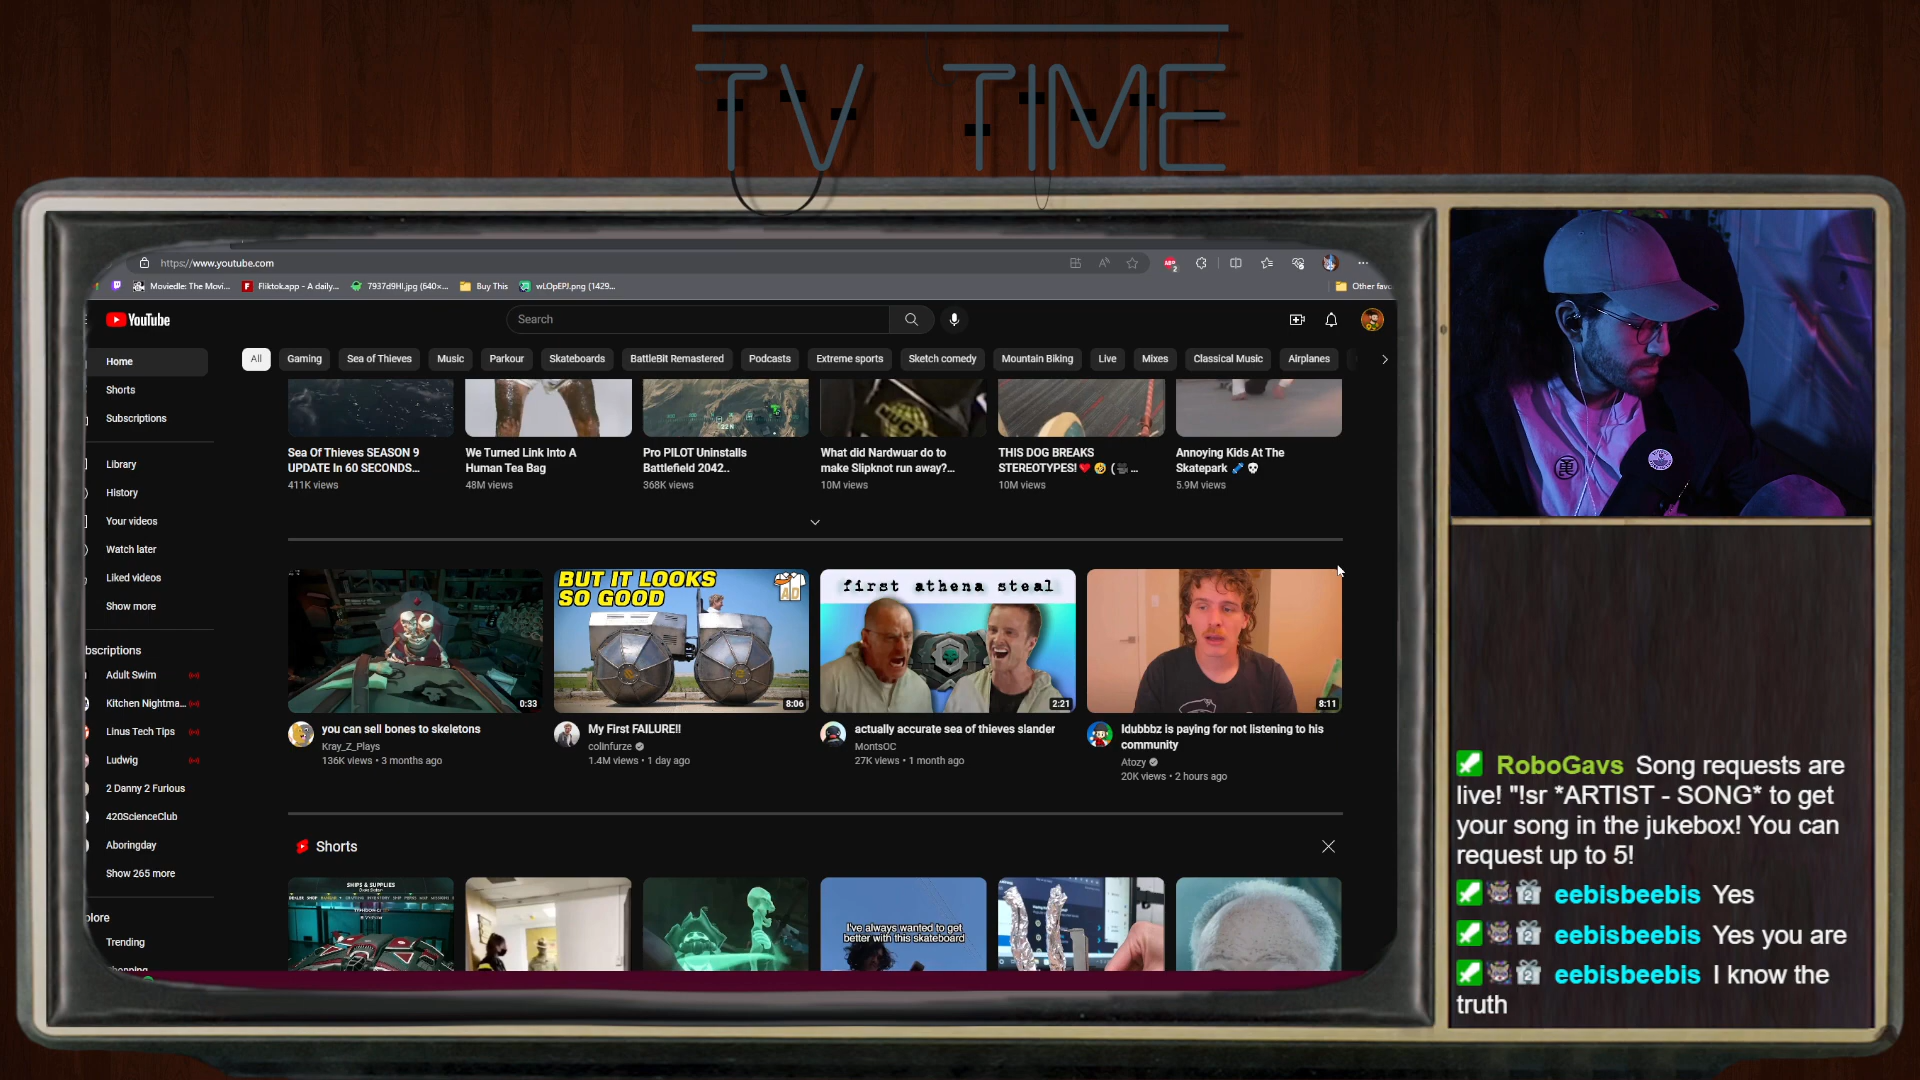 TV TIME
https://www.youtube.com
Moviedle: The Movi...
Fliktok.app - A daily...
7937d9HI.jpg (640×...
Buy This
wLOpEPJ.png (1429...
Other favo
YouTube
Search
Home
Shorts
Subscriptions
Library
History
Your videos
Watch later
Liked videos
Show more
bscriptions
Adult Swim
Kitchen Nightma...
Linus Tech Tips
Ludwig
2 Danny 2 Furious
420ScienceClub
Aboringday
Show 265 more
plore
Trending
All
Gaming
Sea of Thieves
Music
Parkour
Skateboards
BattleBit Remastered
Podcasts
Extreme sports
Sketch comedy
Mountain Biking
Live
Mixes
Classical Music
Airplanes
Sea Of Thieves SEASON 9
UPDATE In 60 SECONDS...
411K views
We Turned Link Into A
Human Tea Bag
48M views
Pro PILOT Uninstalls
Battlefield 2042..
368K views
What did Nardwuar do to
make Slipknot run away?...
10M views
THIS DOG BREAKS
STEREOTYPES!❤️🤣 (🎥 ...
10M views
Annoying Kids At The
Skatepark 💉💀
5.9M views
0:33
you can sell bones to skeletons
Kray_Z_Plays
136K views • 3 months ago
BUT IT LOOKS
SO GOOD
AD
8:06
My First FAILURE!!
colinfurze
1.4M views • 1 day ago
first athena steal
2:21
actually accurate sea of thieves slander
MontsOC
27K views • 1 month ago
8:11
Idubbbz is paying for not listening to his
community
Atozy
20K views • 2 hours ago
Shorts
SHIPS & SUPPLIES
I've always wanted to get
better with this skateboard
RoboGavs Song requests are
live! "!sr *ARTIST - SONG* to get
your song in the jukebox! You can
request up to 5!
eebisbeebis Yes
eebisbeebis Yes you are
eebisbeebis I know the
truth